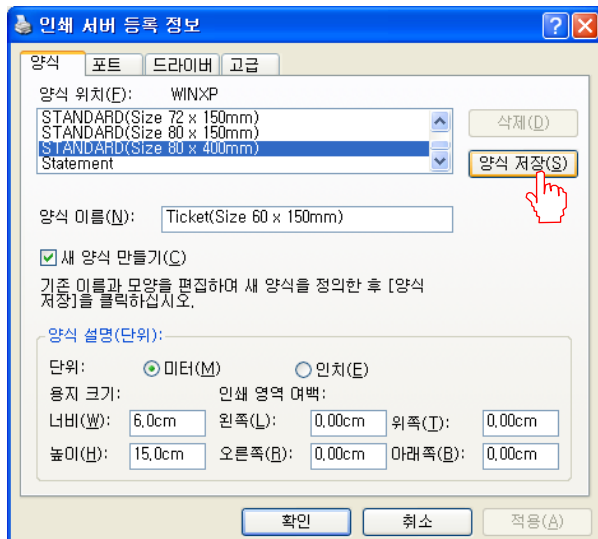 인쇄 서버 등록 정보
양식 포트 드라이버 고급
양식 위치(F): WINXP
STANDARD(Size 72 x 150mm)
STANDARD(Size 80 x 150mm)
STANDARD(Size 80 x 400mm)
Statement
삭제(D)
양식 저장(S)
양식 이름(N): Ticket(Size 60 x 150mm)
새 양식 만들기(C)
기존 이름과 모양을 편집하며 새 양식을 정의한 후 [양식
저장]을 클릭하십시오.
양식 설명(단위):
단위: 미터(M) 인치(E)
용지 크기: 인쇄 영역 여백:
너비(W): 6.0cm 왼쪽(L): 0.00cm 위쪽(T): 0.00cm
높이(H): 15.0cm 오른쪽(R): 0.00cm 아래쪽(B): 0.00cm
확인 취소 적용(A)